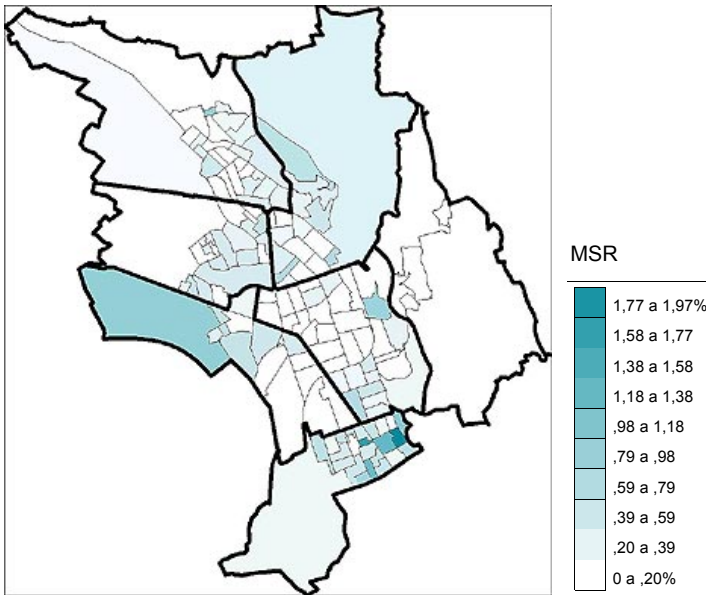 MSR
1,77 a 1,97%
1,58 a 1,77
1,38 a 1,58
1,18 a 1,38
,98 a 1,18
,79 a ,98
,59 a ,79
,39 a ,59
,20 a ,39
0 a ,20%